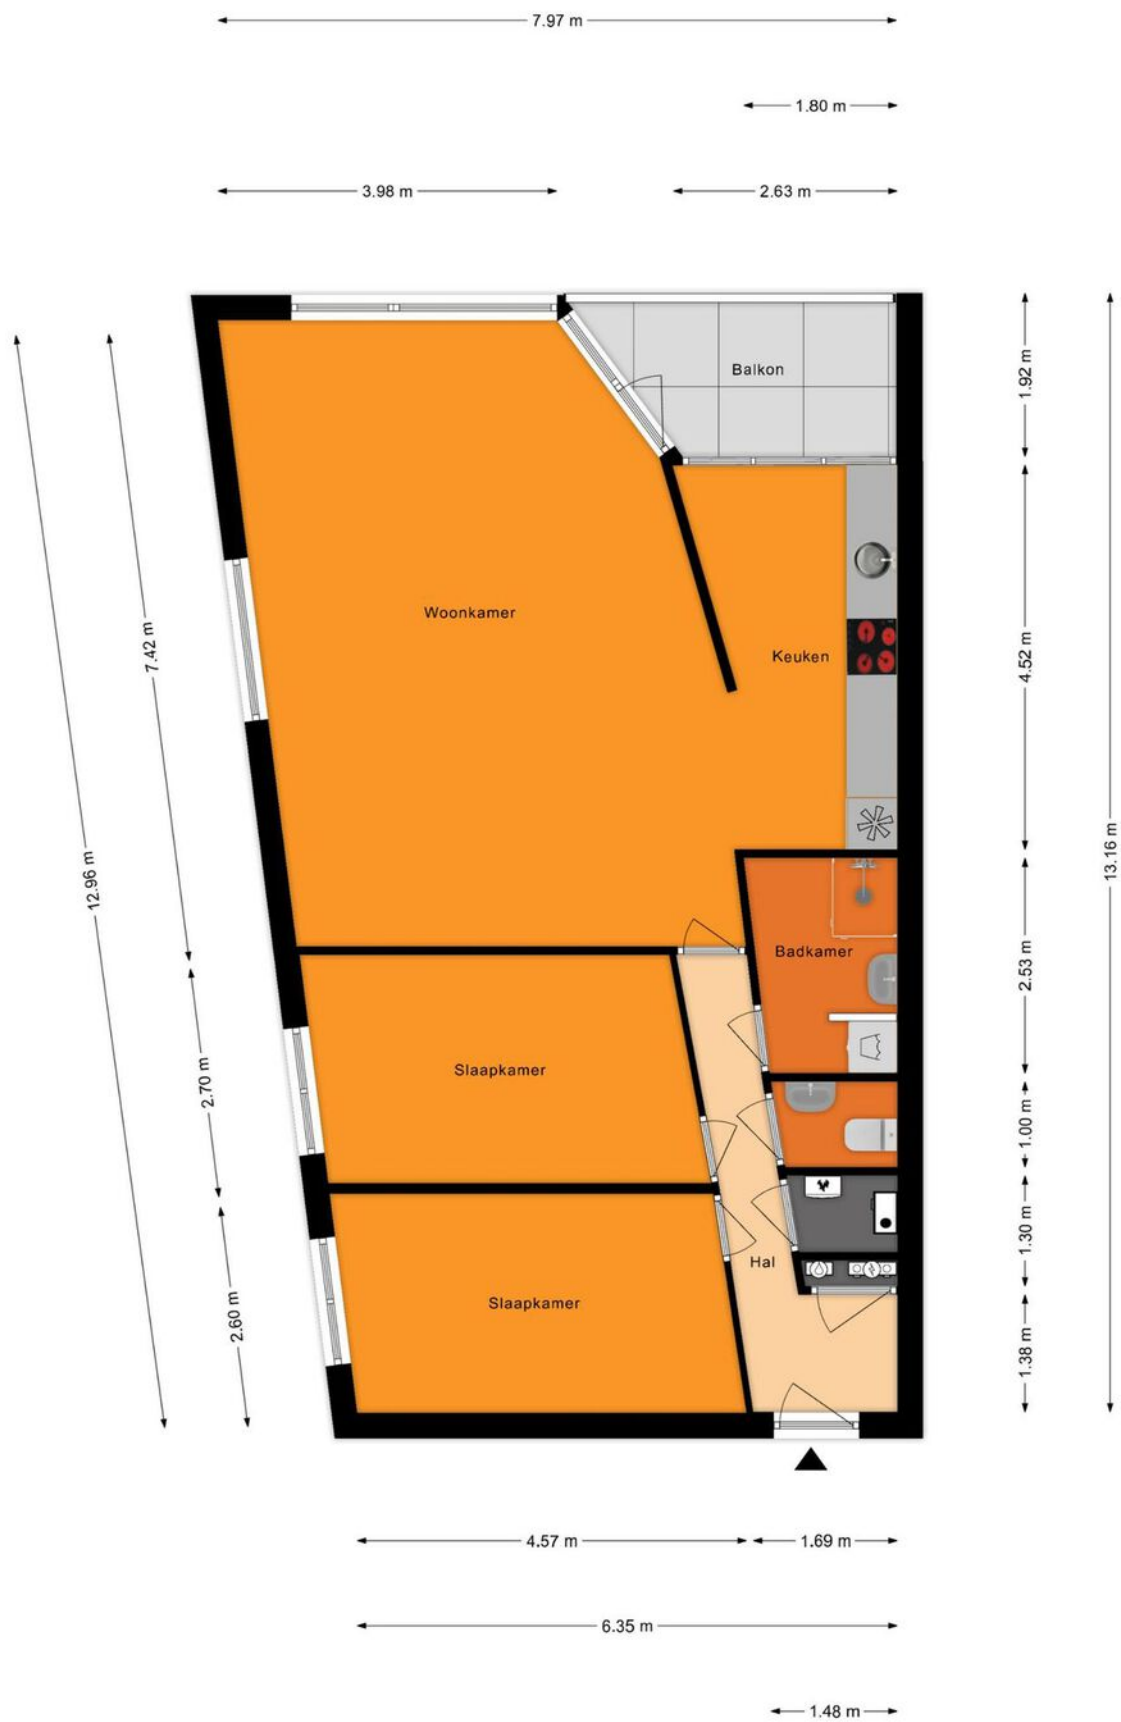 7.97 m
1.80 m
3.98 m
2.63 m
Balkon
1.92 m
Woonkamer
Keuken
7.42 m
4.52 m
12.96 m
13.16 m
Badkamer
2.53 m
Slaapkamer
2.70 m
1.00 m
Hal
1.30 m
Slaapkamer
2.60 m
1.38 m
4.57 m
1.69 m
6.35 m
1.48 m